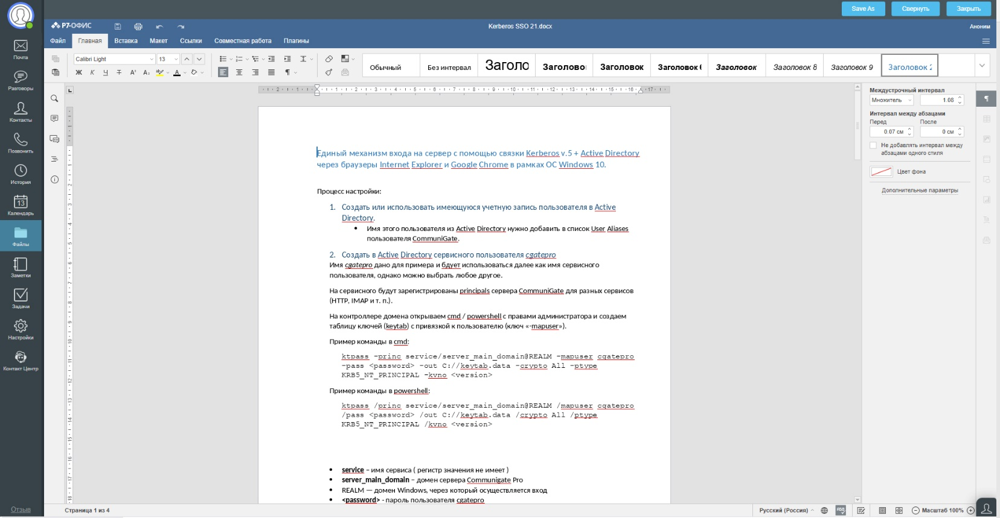 Save As
Свернуть
Закрыть
Р7-ОФИС
Kerberos SSO 21.docx
Аноним
Файл
Главная
Вставка
Макет
Ссылки
Совместная работа
Плагины
Calibri Light
13
Обычный
Без интервал
Заголо
Заголово
Заголовок
Заголовок 6
Заголовок
Заголовок 8
Заголовок 9
Заголовок 2
Почта
Разговоры
Контакты
Позвонить
История
13
Календарь
Файлы
Заметки
Задачи
Настройки
Контакт Центр
Отзыв
Единый механизм входа на сервер с помощью связки Kerberos v.5 + Active Directory
через браузеры Internet Explorer и Google Chrome в рамках ОС Windows 10.
Процесс настройки:
1. Создать или использовать имеющуюся учетную запись пользователя в Active
Directory.
• Имя этого пользователя из Active Directory нужно добавить в список User Aliases
пользователя CommuniGate.
2. Создать в Active Directory сервисного пользователя cgatepro
Имя cgatepro дано для примера и бдует использоваться далее как имя сервисного
пользователя, однако можно выбрать любое другое.
На сервисного будут зарегистрированы principals сервера CommuniGate для разных сервисов
(HTTP, IMAP и т. п.).
На контроллере домена открываем cmd / powershell с правами администратора и создаем
таблицу ключей (keytab) с привязкой к пользователю (ключ «-mapuser»).
Пример команды в cmd:
ktpass -princ service/server_main_domain@REALM -mapuser cgatepro
-pass <password> -out C://keytab.data -crypto All -ptype
KRB5_NT_PRINCIPAL -kvno <version>
Пример команды в powershell:
ktpass /princ service/server_main_domain@REALM /mapuser cgatepro
/pass <password> /out C://keytab.data /crypto All /ptype
KRB5_NT_PRINCIPAL /kvno <version>
• service – имя сервиса ( регистр значения не имеет )
• server_main_domain – домен сервера Communigate Pro
• REALM — домен Windows, через который осуществляется вход
• <password> - пароль пользователя cgatepro
Междустрочный интервал
Множитель
1.08
Интервал между абзацами
Перед
После
0.07 см
0 см
Не добавлять интервал между
абзацами одного стиля
Цвет фона
Дополнительные параметры
Страница 1 из 4
Русский (Россия)
Масштаб 100%